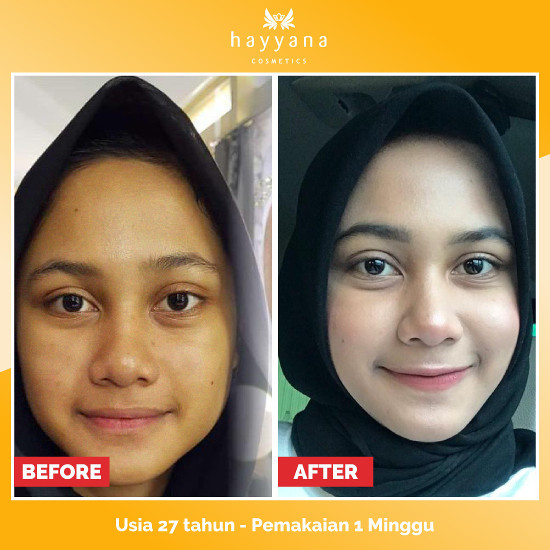 hayyana
COSMETICS
BEFORE
AFTER
Usia 27 tahun - Pemakaian 1 Minggu